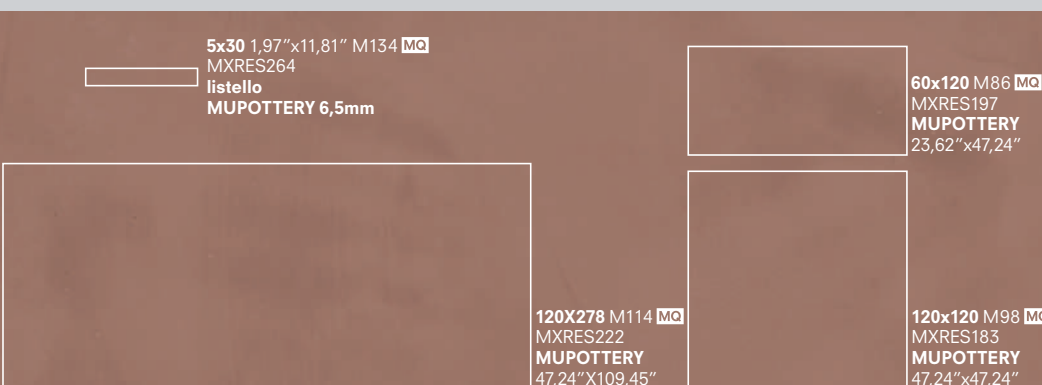 5x30 1,97”x11,81” M134 MQ
MXRES264
listello
MUPOTTERY 6,5mm
60x120 M86 MQ
MXRES197
MUPOTTERY
23,62”x47,24”
120X278 M114 MQ
MXRES222
MUPOTTERY
47,24”X109,45”
120x120 M98 MQ
MXRES183
MUPOTTERY
47,24”x47,24”